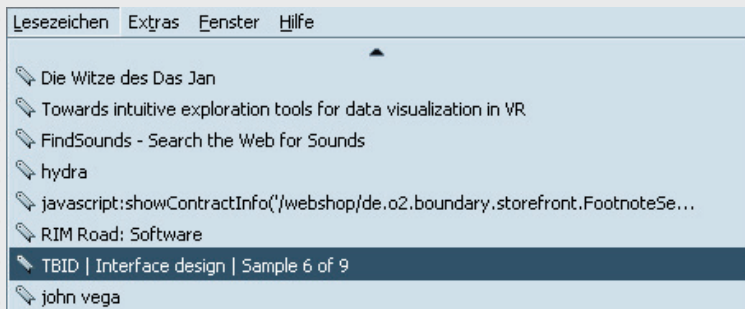 Lesezeichen Extras Fenster Hilfe
Die Witze des Das Jan
Towards intuitive exploration tools for data visualization in VR
FindSounds - Search the Web for Sounds
hydra
javascript:showContractInfo('/webshop/de.o2.boundary.storefront.FootnoteSe...
RIM Road: Software
TBID | Interface design | Sample 6 of 9
john vega